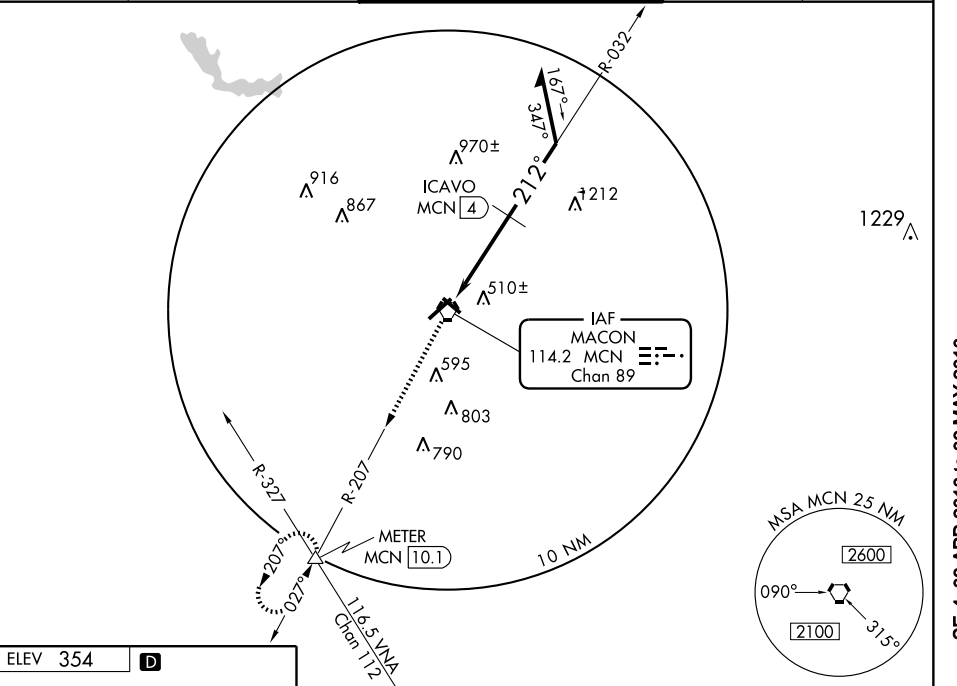 R-032
167°
347°
970±
212°
916
ICAVO
MCN 4
1212
867
1229
510±
IAF
MACON
114.2 MCN
Chan 89
595
803
790
R-327
R-207
METER
MCN 10.1
10 NM
207°
027°
116.5 VNA
Chan 112
MSA MCN 25 NM
2600
090°
2100
315°
ELEV 354 D